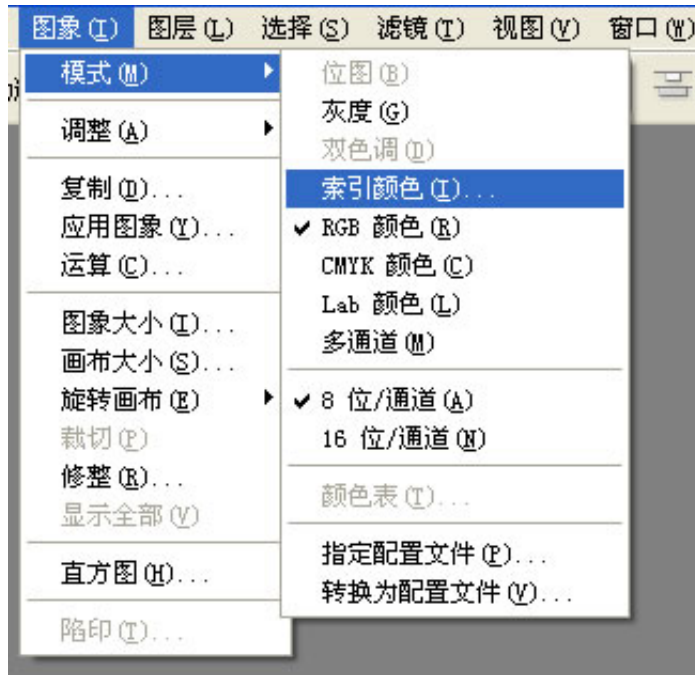 图象(I) 图层(L) 选择(S) 滤镜(T) 视图(V) 窗口(W)
模式(M)
调整(A)
复制(D)...
应用图象(Y)...
运算(C)...
图象大小(I)...
画布大小(S)...
旋转画布(E)
裁切(P)
修整(R)...
显示全部(V)
直方图(H)...
陷印(T)...
位图(B)
灰度(G)
双色调(D)
索引颜色(I)...
RGB 颜色(R)
CMYK 颜色(C)
Lab 颜色(L)
多通道(M)
8 位/通道(A)
16 位/通道(N)
颜色表(T)...
指定配置文件(P)...
转换为配置文件(V)...